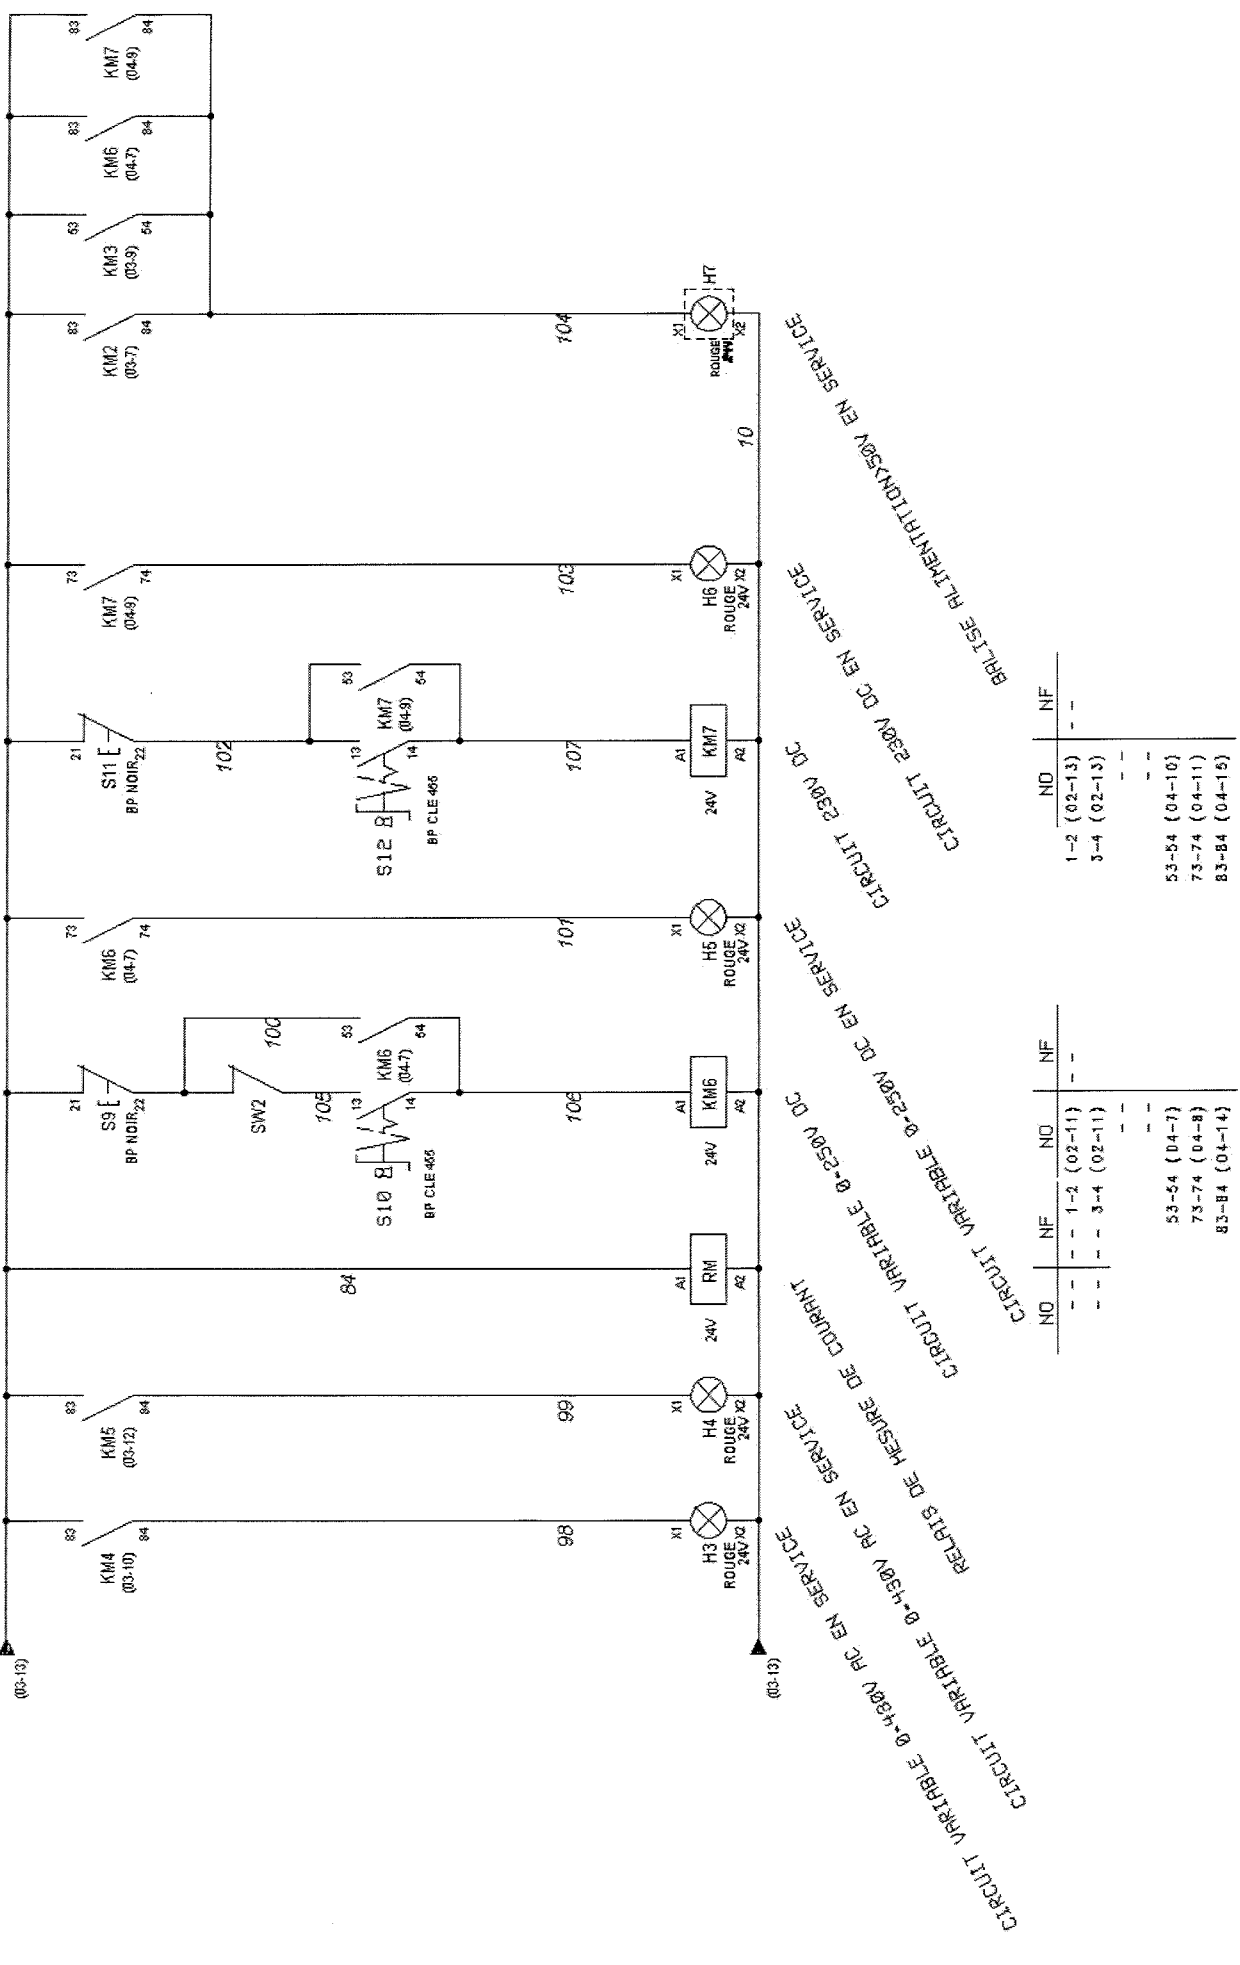 (03-13)
83
KM4
(03-10)
84
98
X1
H3
ROUGE
24V
X2
CIRCUIT VARIABLE 0-430V AC EN SERVICE
83
KM5
(03-12)
84
99
X1
H4
ROUGE
24V
X2
CIRCUIT VARIABLE 0-430V AC EN SERVICE
84
A1
RM
24V
A2
RELAIS DE MESURE DE COURANT
21
S9
BP NOIR
22
SW2
105
100
13
S10
BP CLE 455
14
53
KM6
(04-7)
54
106
A1
KM6
24V
A2
CIRCUIT VARIABLE 0-250V DC
73
KM6
(04-7)
74
101
X1
H5
ROUGE
24V
X2
CIRCUIT VARIABLE 0-250V DC EN SERVICE
21
S11
BP NOIR
22
102
13
S12
BP CLE 455
14
53
KM7
(04-9)
54
107
A1
KM7
24V
A2
CIRCUIT 230V DC
73
KM7
(04-9)
74
103
X1
H6
ROUGE
24V
X2
CIRCUIT 230V DC EN SERVICE
83
KM2
(03-7)
84
53
KM3
(03-9)
54
83
KM6
(04-7)
84
83
KM7
(04-9)
84
104
X1
H7
ROUGE
X2
10
BALISE ALIMENTATION>50V EN SERVICE
(03-13)
NO NF
- - - -
- - - -
NO NF
1-2 (02-11) - -
3-4 (02-11)
- -
- -
53-54 (04-7)
73-74 (04-8)
83-84 (04-14)
NO NF
1-2 (02-13) - -
3-4 (02-13)
- -
- -
53-54 (04-10)
73-74 (04-11)
83-84 (04-15)